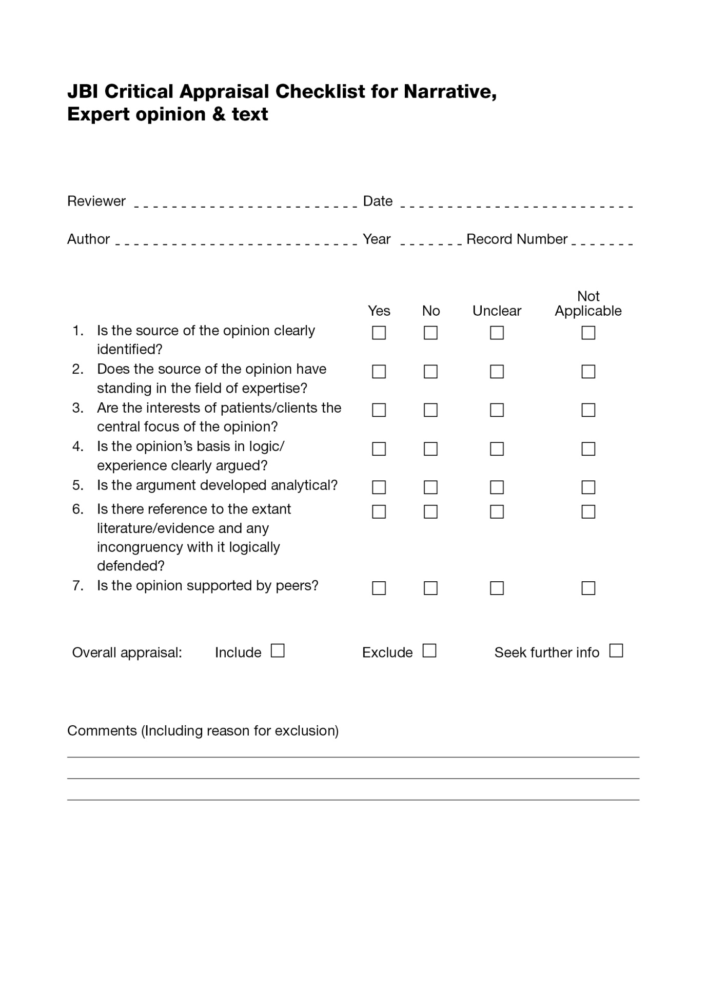 JBI Critical Appraisal Checklist for Narrative,
Expert opinion & text
Reviewer Date
Author Year Record Number
Not
Yes No Unclear Applicable
1. Is the source of the opinion clearly
identified?
2. Does the source of the opinion have
standing in the field of expertise?
3. Are the interests of patients/clients the
central focus of the opinion?
4. Is the opinion’s basis in logic/
experience clearly argued?
5. Is the argument developed analytical?
6. Is there reference to the extant
literature/evidence and any
incongruency with it logically
defended?
7. Is the opinion supported by peers?
Overall appraisal: Include Exclude Seek further info
Comments (Including reason for exclusion)